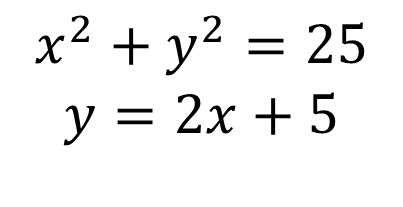 x² + y² = 25
y = 2x + 5